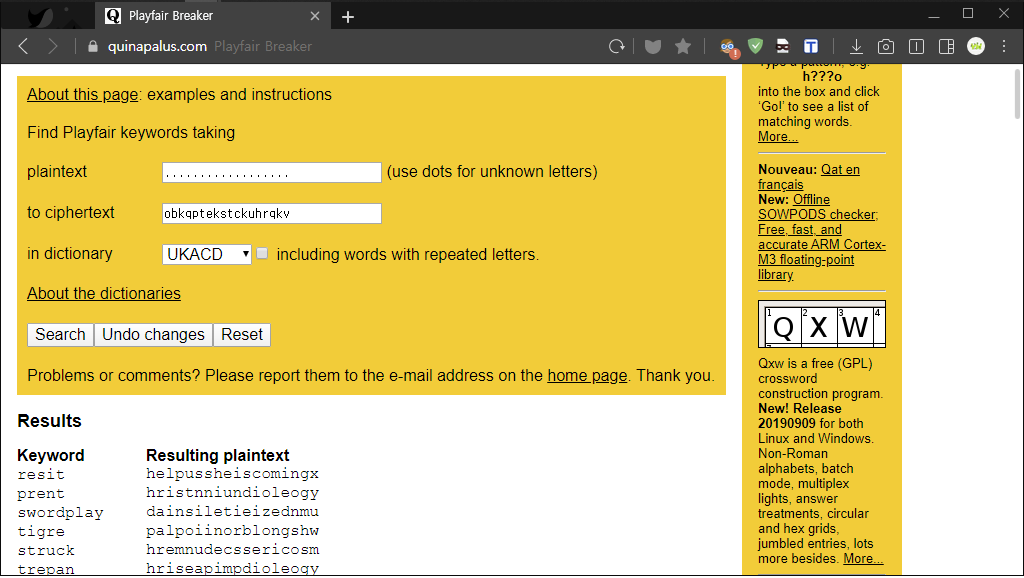 Playfair Breaker
quinapalus.com Playfair Breaker
About this page: examples and instructions
Find Playfair keywords taking
plaintext .................. (use dots for unknown letters)
to ciphertext obkqptekstckuhrqkv
in dictionary UKACD including words with repeated letters.
About the dictionaries
Search Undo changes Reset
Problems or comments? Please report them to the e-mail address on the home page. Thank you.
Results
Keyword Resulting plaintext
resit helpussheiscomingx
prent hristnniundioleogy
swordplay dainsiletieizednmu
tigre palpoiinorblongshw
struck hremnudecssericosm
trepan hriseapimpdioleogy
Type a pattern, e.g.
h???o
into the box and click
‘Go!’ to see a list of
matching words.
More...
Nouveau: Qat en
français
New: Offline
SOWPODS checker;
Free, fast, and
accurate ARM Cortex-
M3 floating-point
library
1 Q 2 X 3 W 4
Qxw is a free (GPL)
crossword
construction program.
New! Release
20190909 for both
Linux and Windows.
Non-Roman
alphabets, batch
mode, multiplex
lights, answer
treatments, circular
and hex grids,
jumbled entries, lots
more besides. More...